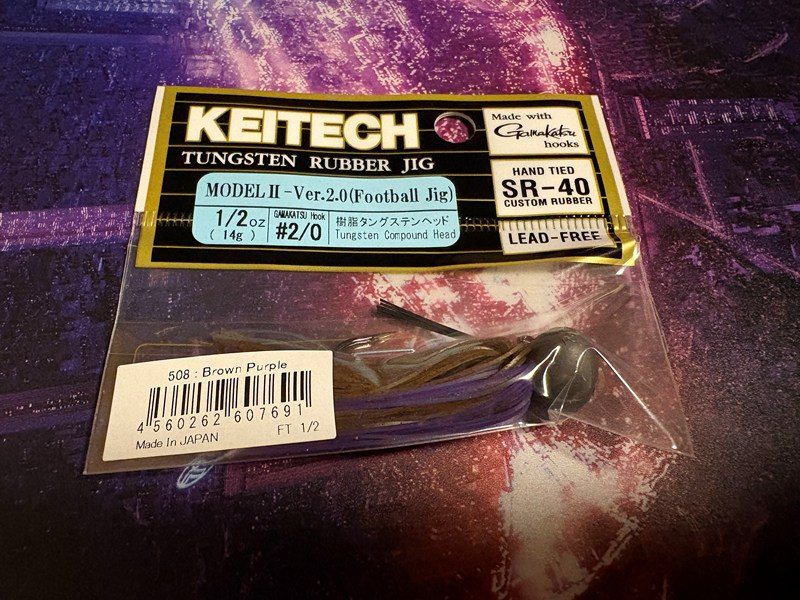 KEITECH
TUNGSTEN RUBBER JIG
MODEL II-Ver.2.0(Football Jig)
1/2oz
( 14g )
GAMAKATSU Hook
#2/0
樹脂タングステンヘッド
Tungsten Compound Head
Made with
Gamakatsu
hooks
HAND TIED
SR-40
CUSTOM RUBBER
LEAD-FREE
508 : Brown Purple
4 560262 607691
Made In JAPAN
FT 1/2